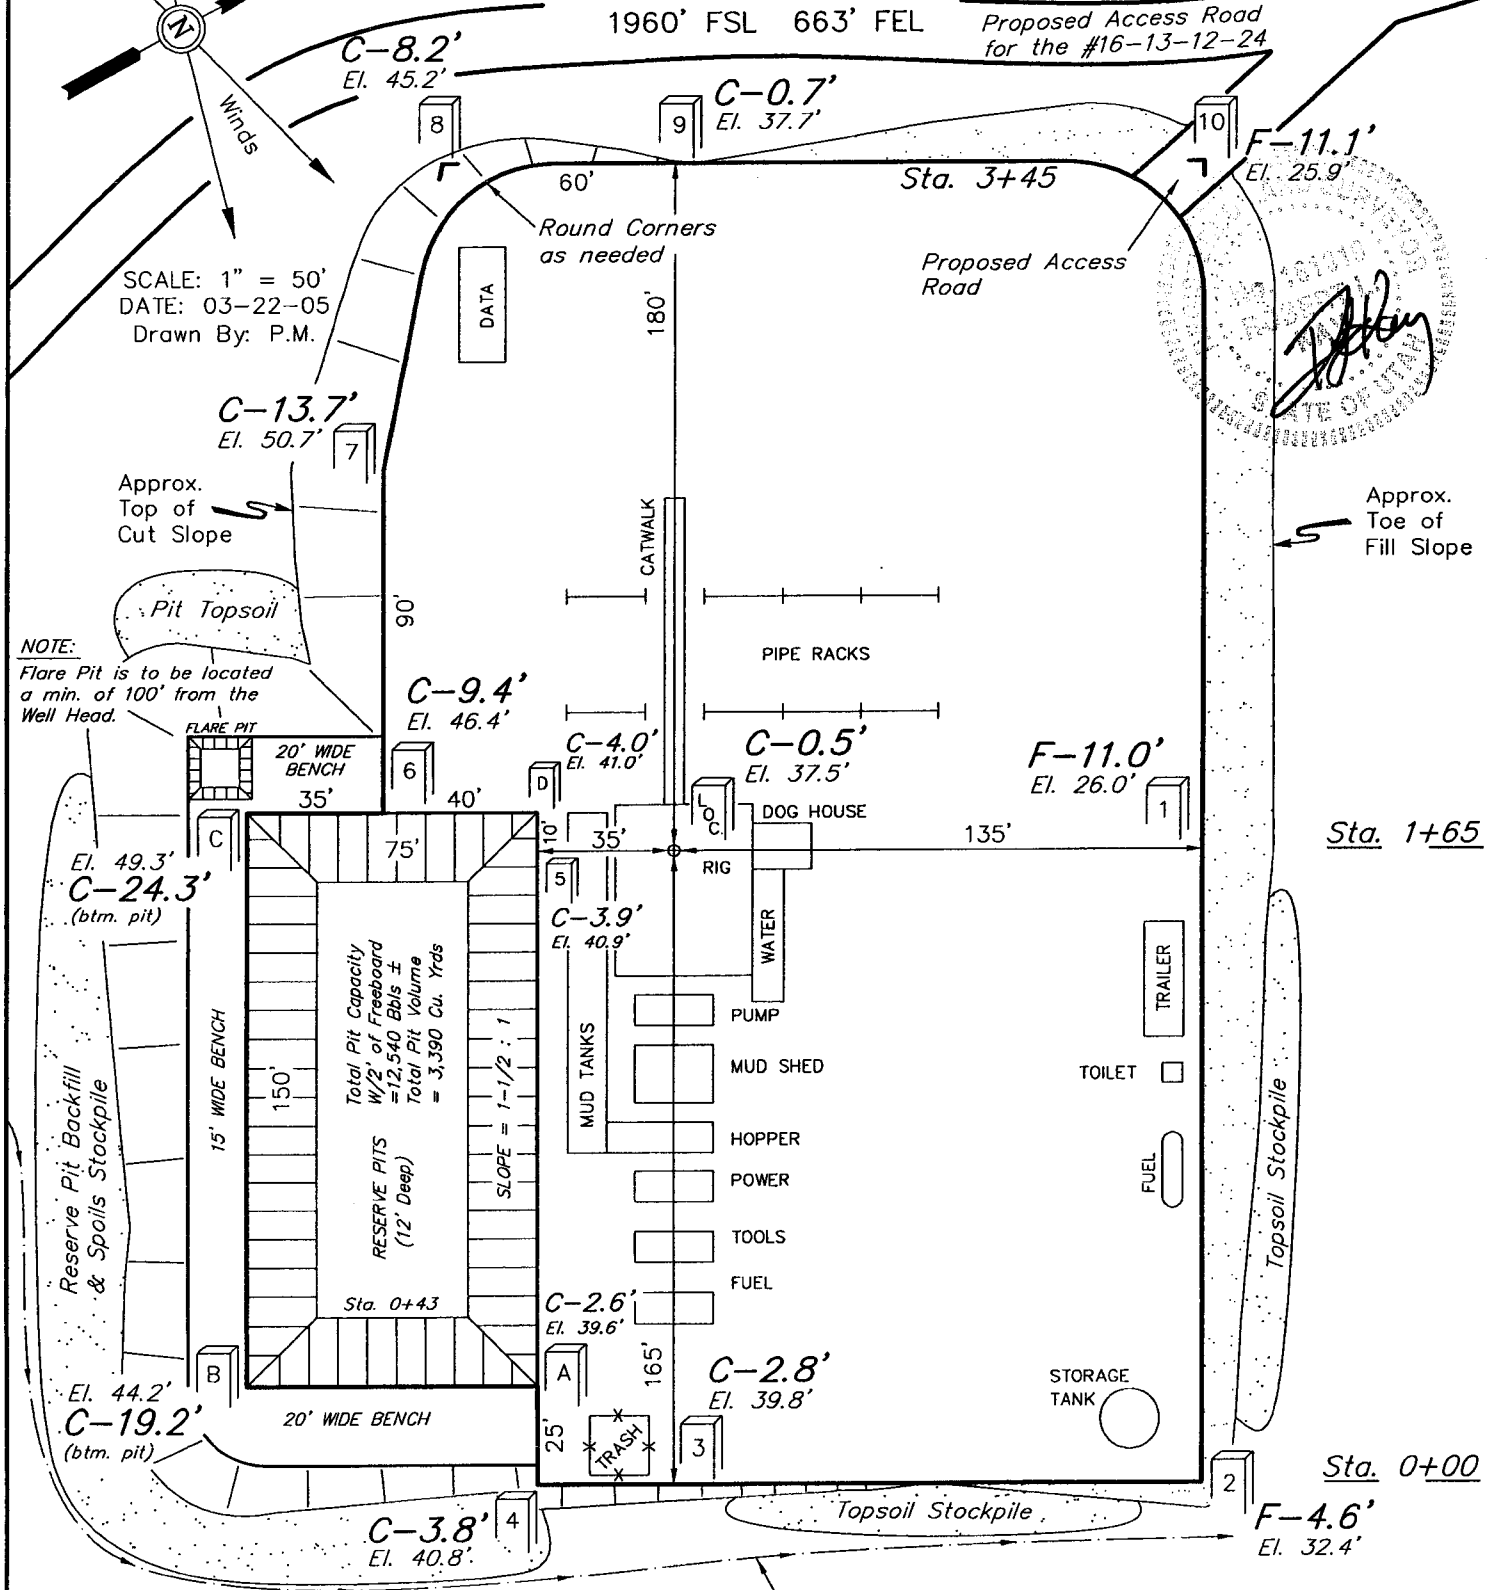 1960' FSL 663' FEL
Proposed Access Road
for the #16-13-12-24
N
Winds
C-8.2'
El. 45.2'
8
C-0.7'
El. 37.7'
9
10
F-11.1'
El. 25.9'
60'
Sta. 3+45
Round Corners
as needed
Proposed Access
Road
SCALE: 1" = 50'
DATE: 03-22-05
Drawn By: P.M.
DATA
180'
STATE OF UTAH
C-13.7'
El. 50.7'
7
Approx.
Top of
Cut Slope
CATWALK
Approx.
Toe of
Fill Slope
Pit Topsoil
90'
NOTE:
Flare Pit is to be located
a min. of 100' from the
Well Head.
PIPE RACKS
C-9.4'
El. 46.4'
6
FLARE PIT
20' WIDE
BENCH
35'
40'
C-4.0'
El. 41.0'
D
C-0.5'
El. 37.5'
LOC.
F-11.0'
El. 26.0'
1
DOG HOUSE
C
75'
10'
35'
135'
RIG
Sta. 1+65
El. 49.3'
C-24.3'
(btm. pit)
5
C-3.9'
El. 40.9'
WATER
TRAILER
Total Pit Capacity
W/2' of Freeboard
=12,540 Bbls ±
Total Pit Volume
= 3,390 Cu. Yrds
RESERVE PITS
(12' Deep)
SLOPE = 1-1/2 : 1
MUD TANKS
PUMP
MUD SHED
TOILET
15' WIDE BENCH
150'
Reserve Pit Backfill
& Spoils Stockpile
HOPPER
POWER
FUEL
Topsoil Stockpile
TOOLS
FUEL
Sta. 0+43
C-2.6'
El. 39.6'
A
165'
B
El. 44.2'
C-19.2'
(btm. pit)
20' WIDE BENCH
25'
TRASH
C-2.8'
El. 39.8'
3
STORAGE
TANK
2
Sta. 0+00
Topsoil Stockpile
4
C-3.8'
El. 40.8'
F-4.6'
El. 32.4'